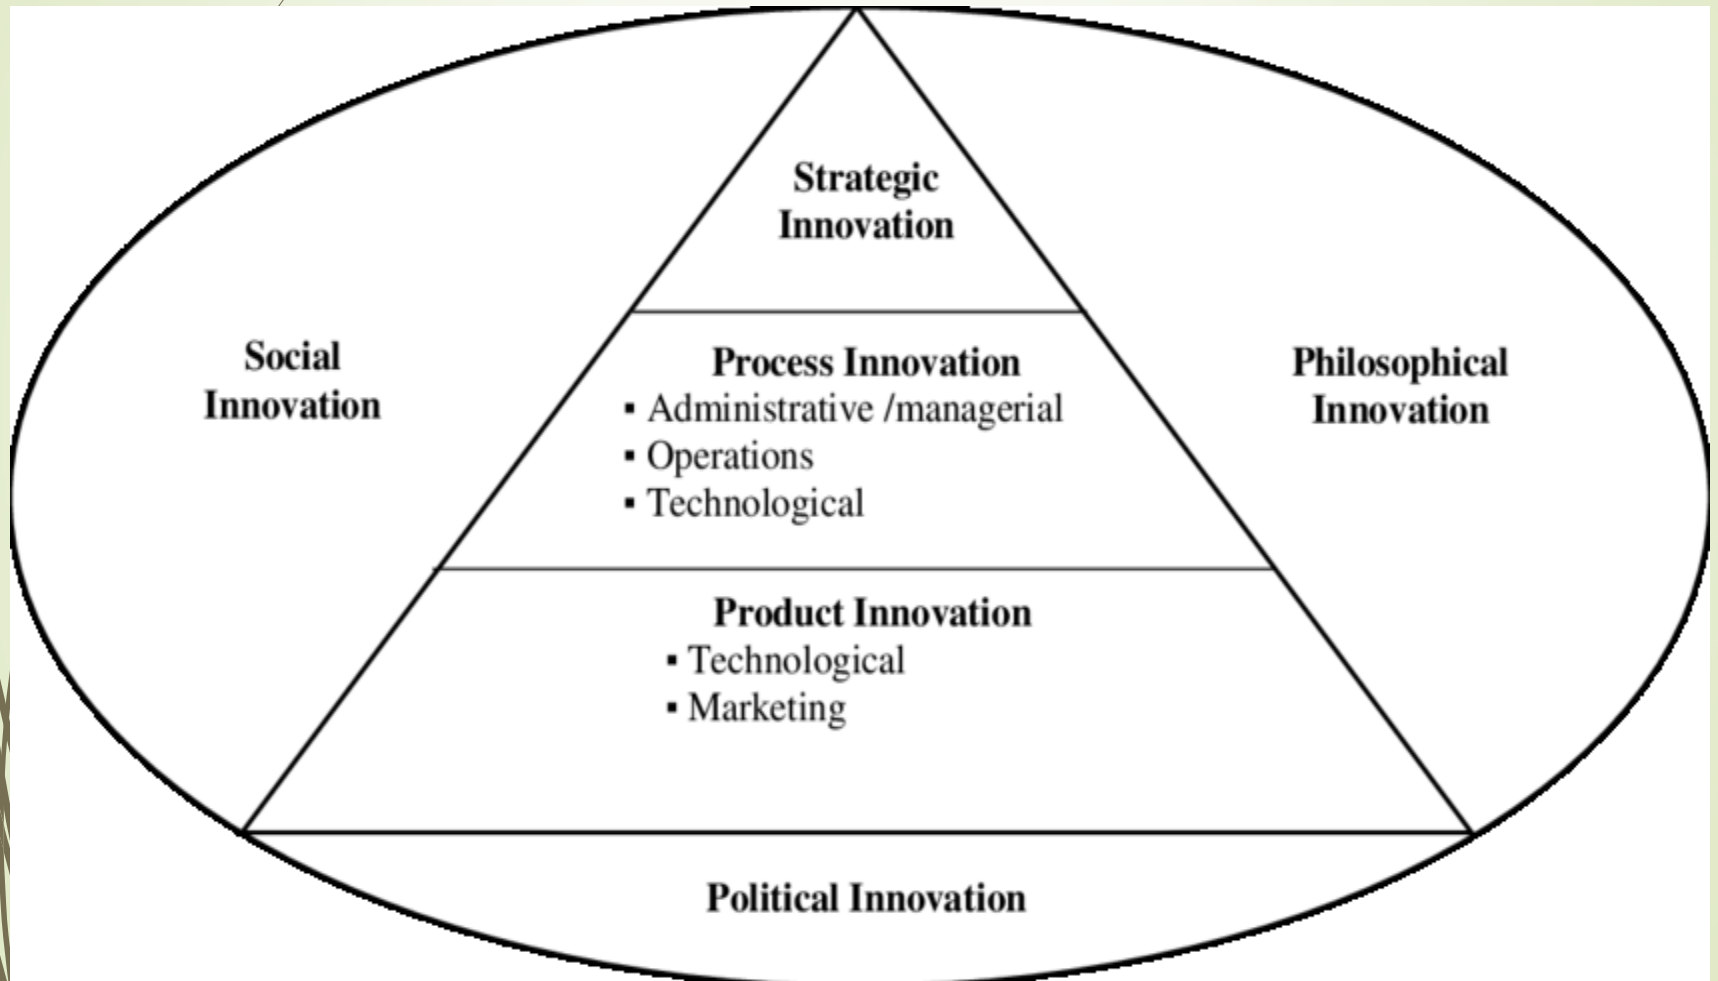 Strategic
Innovation
Social
Innovation
Process Innovation
▪ Administrative /managerial
▪ Operations
▪ Technological
Philosophical
Innovation
Product Innovation
▪ Technological
▪ Marketing
Political Innovation